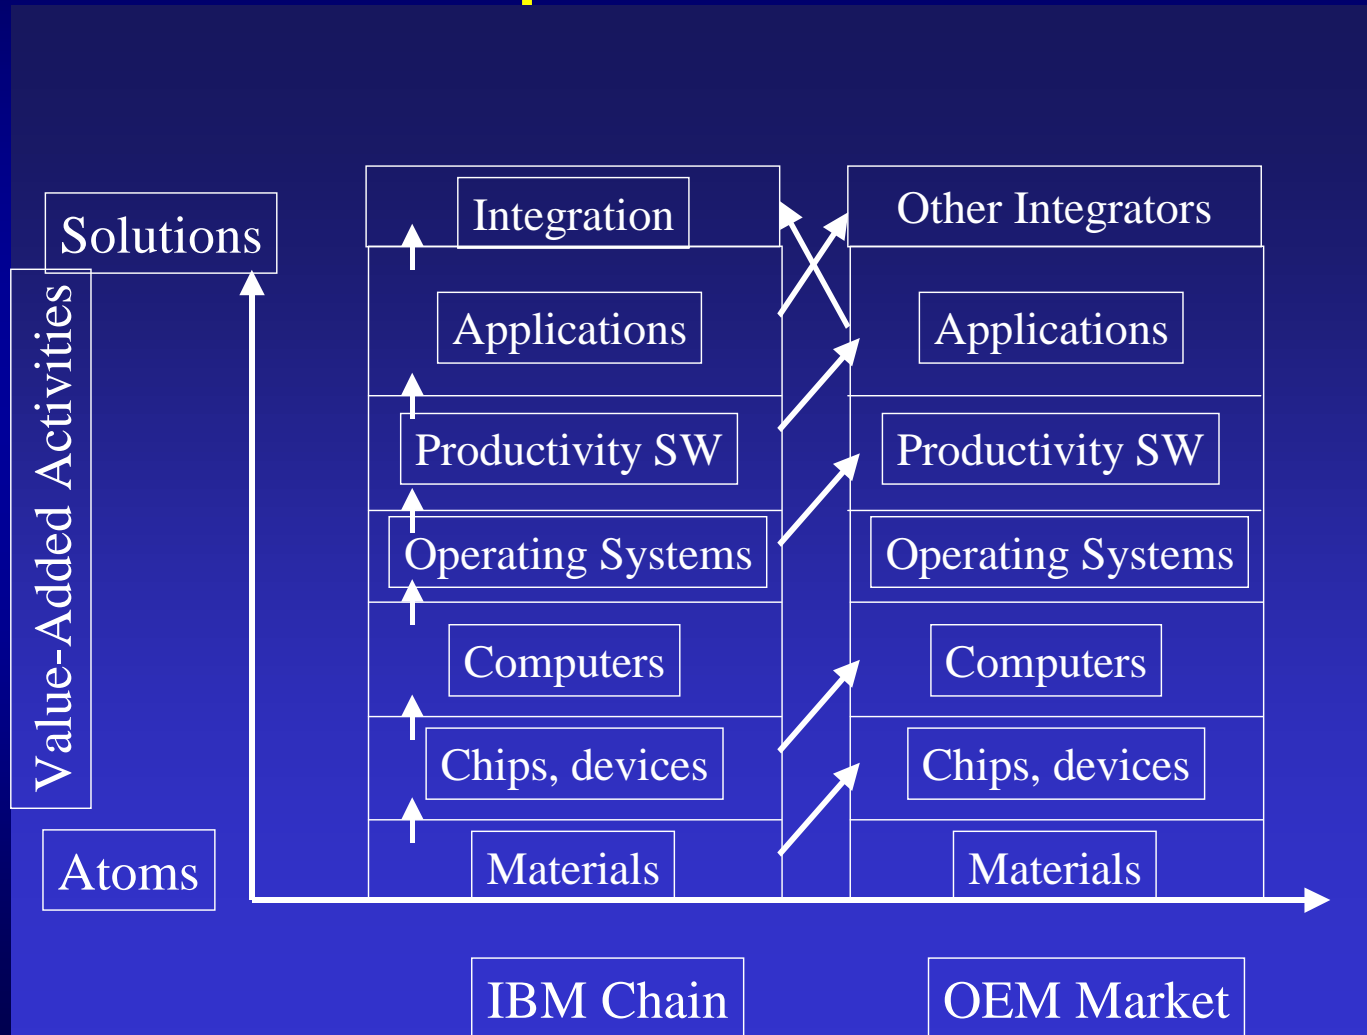 Solutions
Value-Added Activities
Atoms
Integration
Applications
Productivity SW
Operating Systems
Computers
Chips, devices
Materials
IBM Chain
Other Integrators
Applications
Productivity SW
Operating Systems
Computers
Chips, devices
Materials
OEM Market